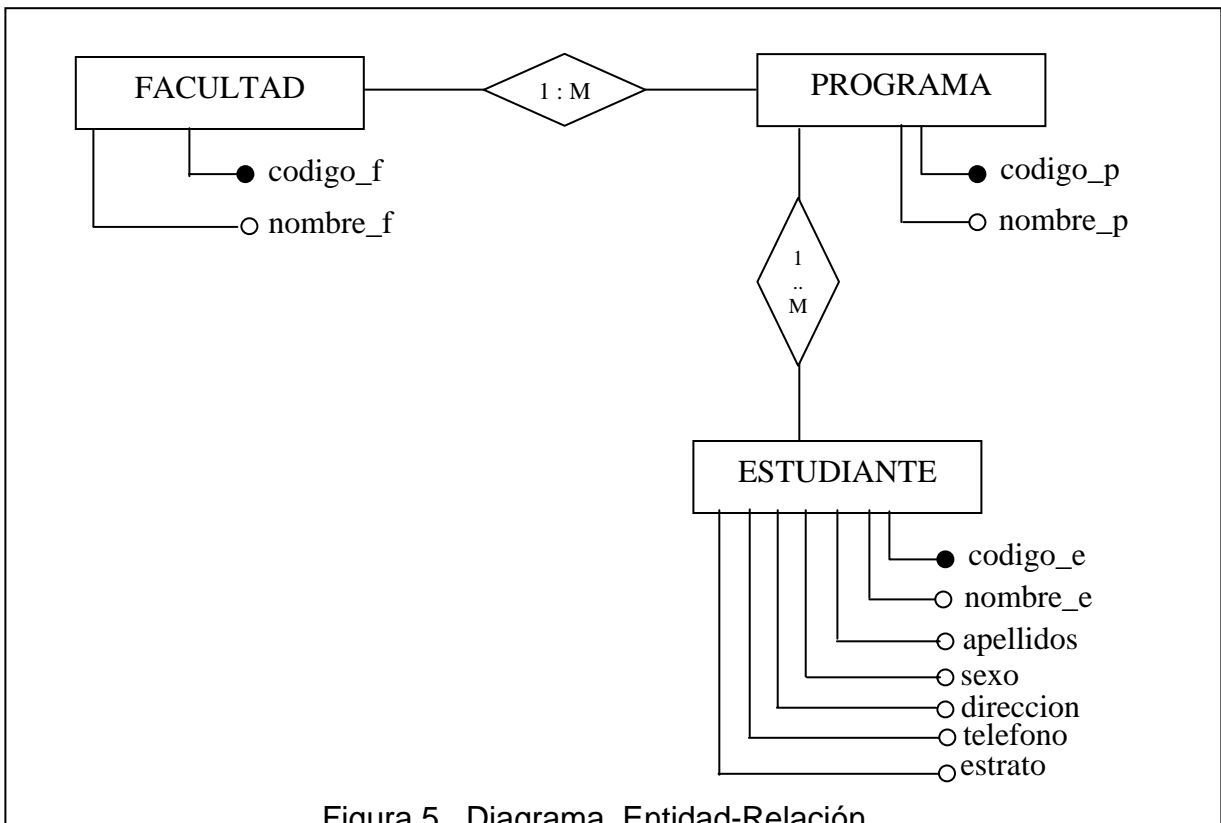 FACULTAD
1 : M
PROGRAMA
codigo_f
nombre_f
codigo_p
nombre_p
1
..
M
ESTUDIANTE
codigo_e
nombre_e
apellidos
sexo
direccion
telefono
estrato
Figura 5. Diagrama Entidad-Relación